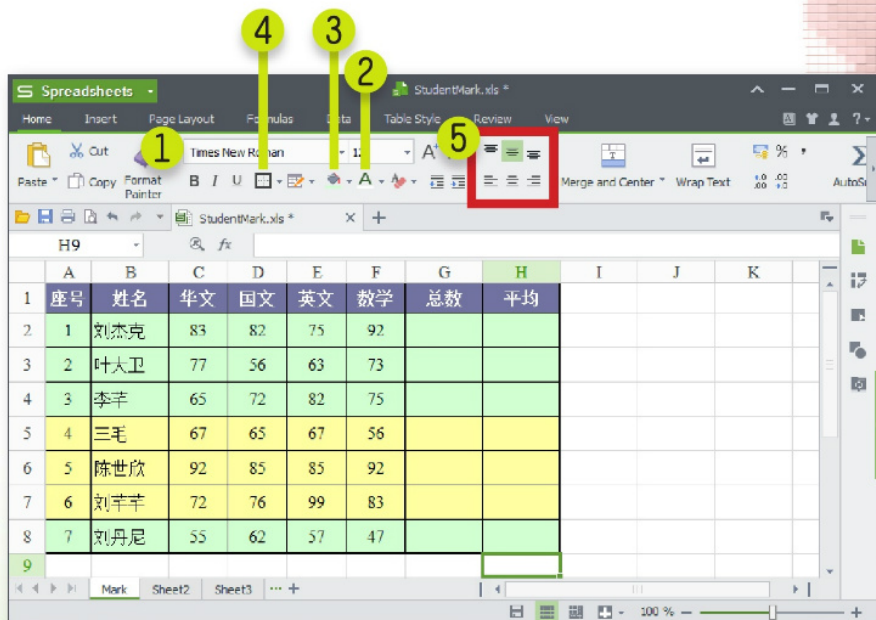 4 3
2
Spreadsheets StudentMark.xls *
Home Insert Page Layout Formulas Data Table Style Review View
1 5
Cut Times New Roman 12
Paste Copy Format Painter B I U A Merge and Center Wrap Text AutoSu
StudentMark.xls *
H9 fx
A B C D E F G H I J K
1 座号 姓名 华文 国文 英文 数学 总数 平均
2 1 刘杰克 83 82 75 92
3 2 叶大卫 77 56 63 73
4 3 李芊 65 72 82 75
5 4 三毛 67 65 67 56
6 5 陈世欣 92 85 85 92
7 6 刘芊芊 72 76 99 83
8 7 刘丹尼 55 62 57 47
9
Mark Sheet2 Sheet3 ···
100 %